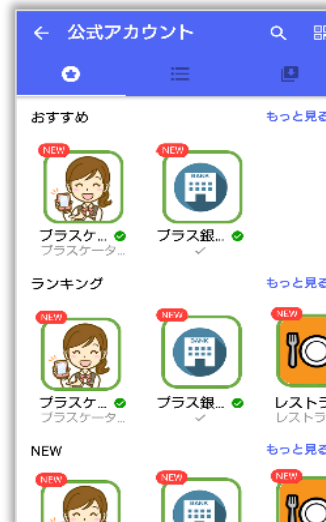 公式アカウント
おすすめ
もっと見る
NEW
NEW
BANK
プラスケ...
プラス銀...
プラスケータ...
ランキング
もっと見る
NEW
NEW
NEW
BANK
プラスケ...
プラス銀...
レストラ
プラスケータ...
レストラ
NEW
もっと見る
NEW
NEW
NEW
BANK